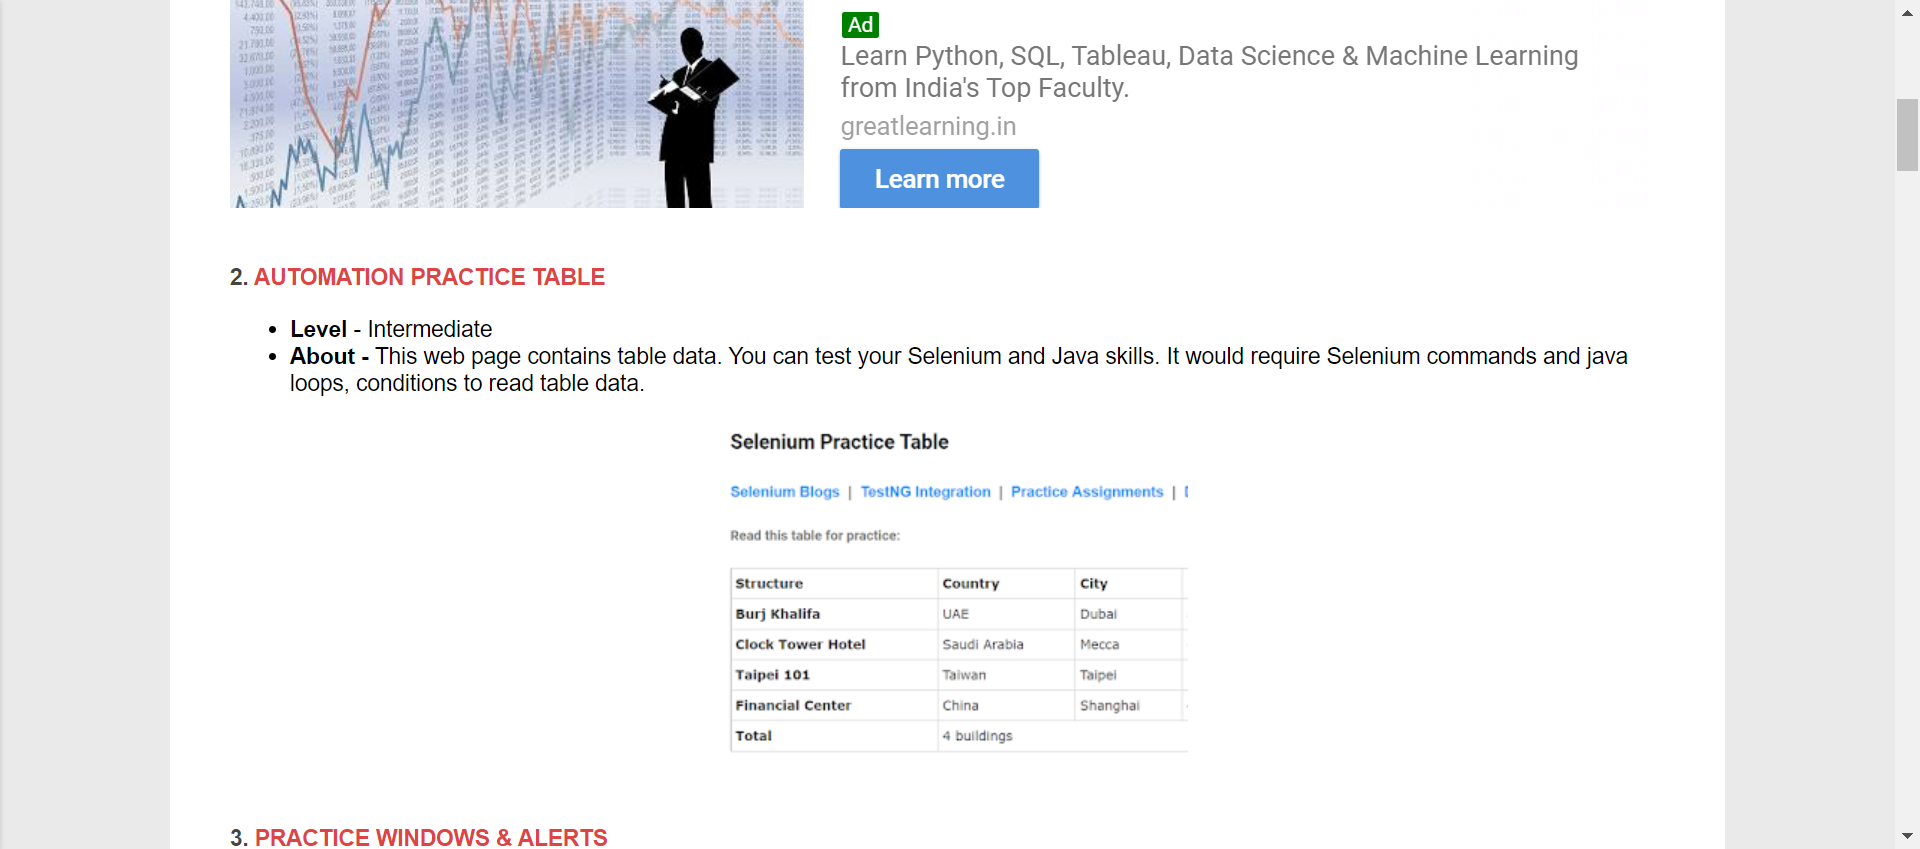 Ad
Learn Python, SQL, Tableau, Data Science & Machine Learning
from India's Top Faculty.
greatlearning.in
Learn more
2. AUTOMATION PRACTICE TABLE
• Level - Intermediate
• About - This web page contains table data. You can test your Selenium and Java skills. It would require Selenium commands and java
loops, conditions to read table data.
Selenium Practice Table
Selenium Blogs | TestNG Integration | Practice Assignments |
Read this table for practice:
Structure Country City
Burj Khalifa UAE Dubai
Clock Tower Hotel Saudi Arabia Mecca
Taipei 101 Taiwan Taipei
Financial Center China Shanghai
Total 4 buildings
3. PRACTICE WINDOWS & ALERTS